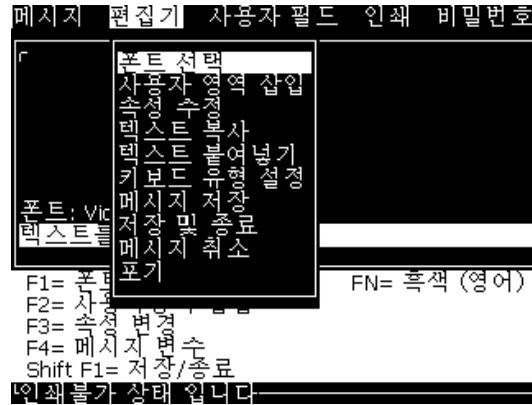 메시지 편집기 사용자 필드 인쇄 비밀번호
폰트 선택
사용자 영역 삽입
속성 수정
텍스트 복사
텍스트 붙여넣기
키보드 유형 설정
메시지 저장
저장 및 종료
메시지 취소
포기
폰트: Vid
텍스트를
F1= 폰트
FN= 흑색 (영어)
F2= 사용
F3= 속성 변경
F4= 메시지 변수
Shift F1= 저장/종료
인쇄불가 상태 입니다